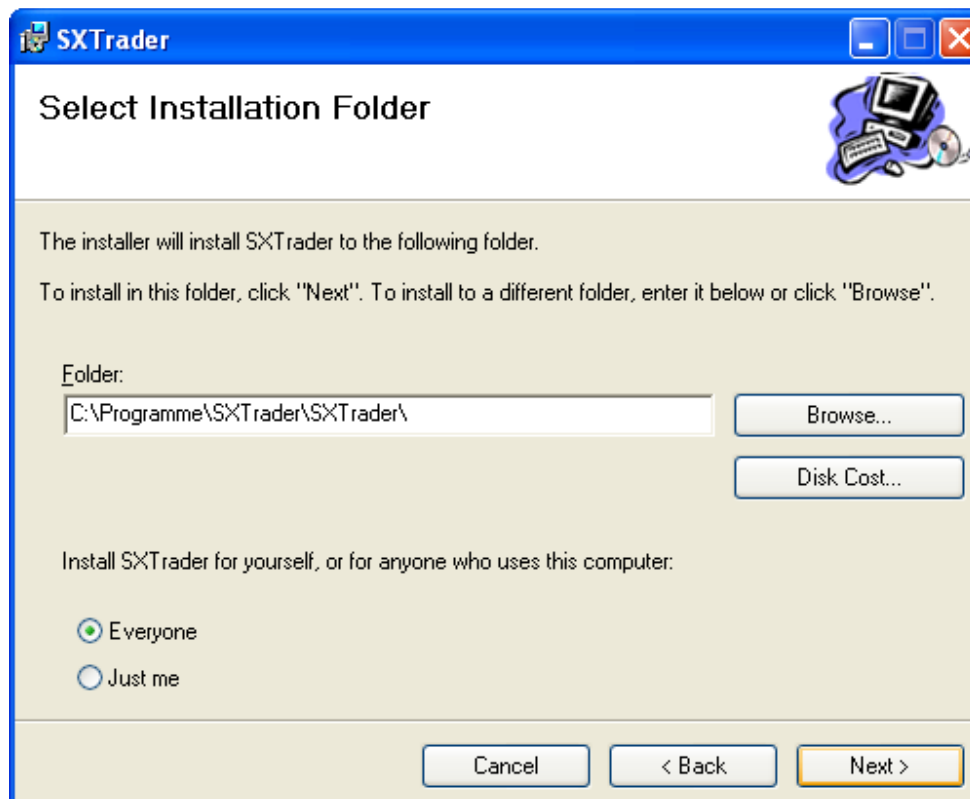 SXTrader
Select Installation Folder
The installer will install SXTrader to the following folder.
To install in this folder, click "Next". To install to a different folder, enter it below or click "Browse".
Folder:
C:\Programme\SXTrader\SXTrader\
Browse...
Disk Cost...
Install SXTrader for yourself, or for anyone who uses this computer:
Everyone
Just me
Cancel
< Back
Next >